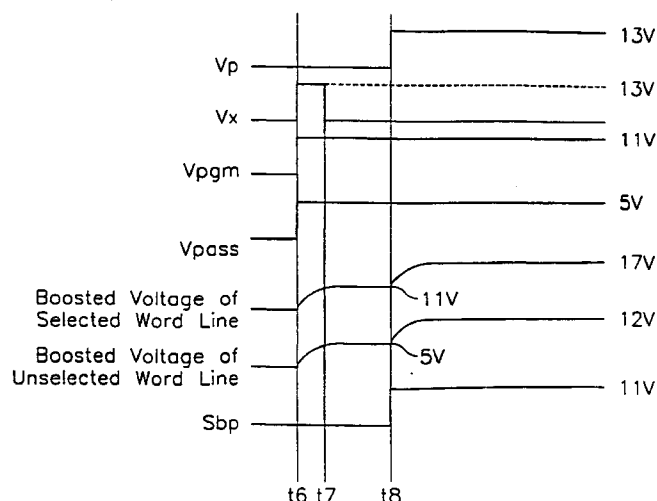 13V
Vp
13V
Vx
11V
Vpgm
5V
Vpass
17V
Boosted Voltage of
Selected Word Line
11V
12V
Boosted Voltage of
Unselected Word Line
5V
11V
Sbp
t6 t7 t8